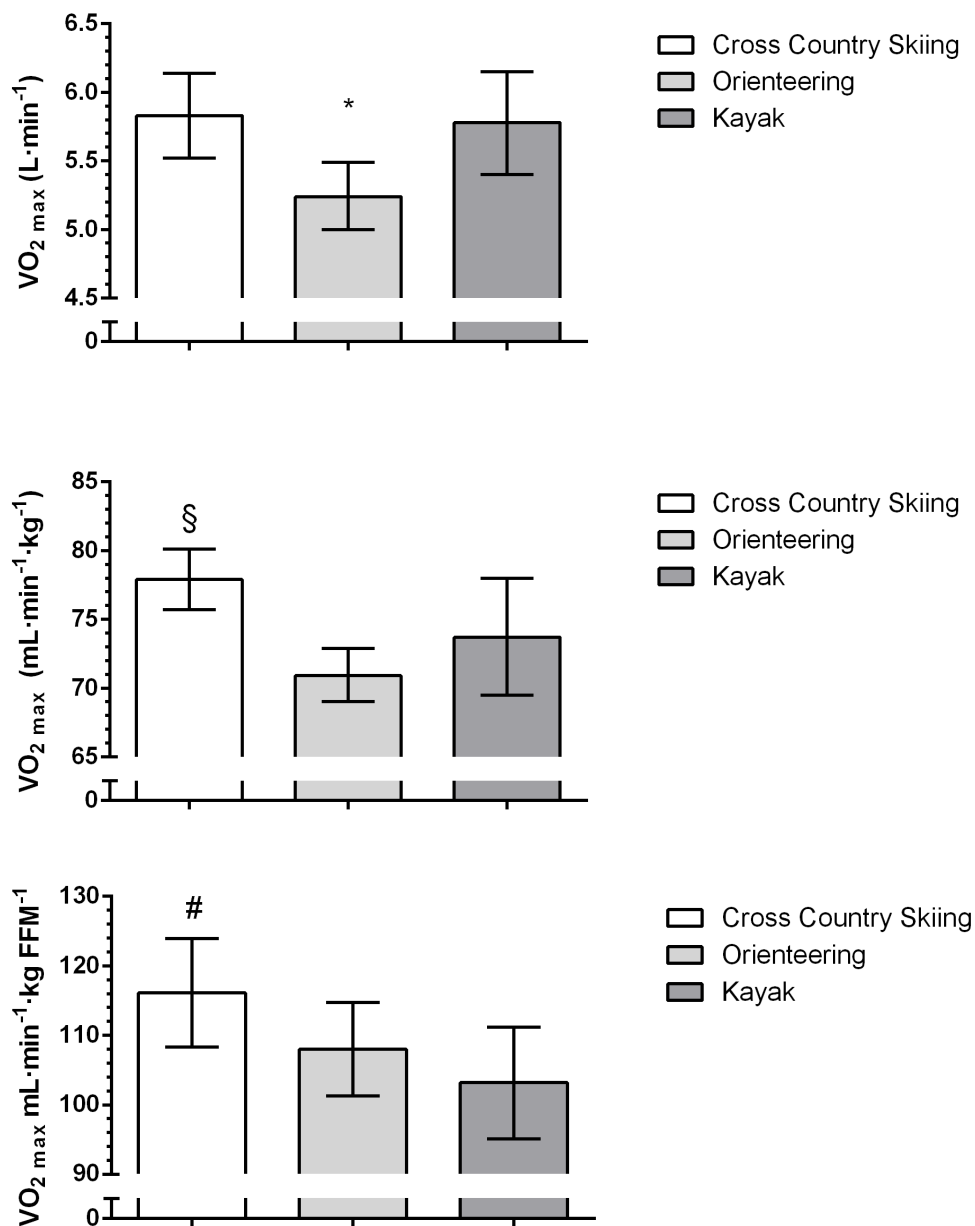 6.5
6.0
5.5
5.0
4.5
0
VO₂ max (L·min⁻¹)
*
Cross Country Skiing
Orienteering
Kayak
85
80
75
70
65
0
VO₂ max (mL·min⁻¹·kg⁻¹)
§
Cross Country Skiing
Orienteering
Kayak
130
120
110
100
90
0
VO₂ max mL·min⁻¹·kg FFM⁻¹
#
Cross Country Skiing
Orienteering
Kayak